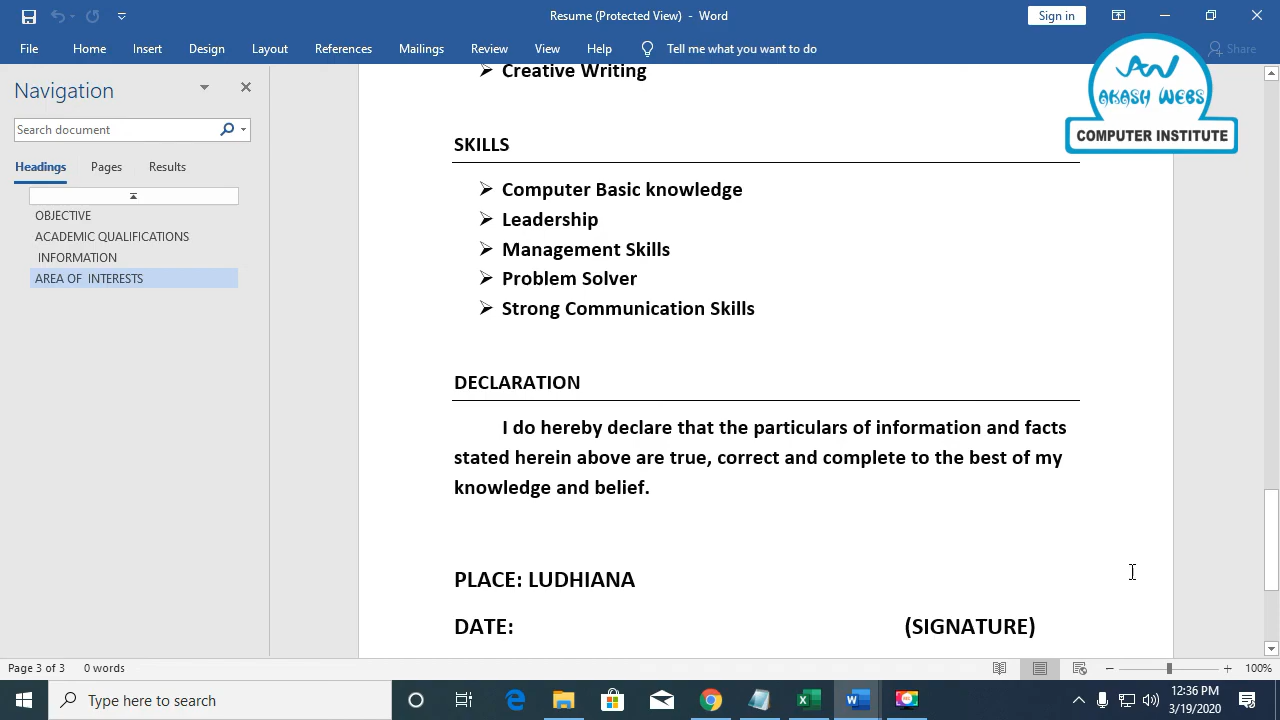 Resume (Protected View) - Word
Sign in
File Home Insert Design Layout References Mailings Review View Help Tell me what you want to do Share
AW
AKASH WEBS
COMPUTER INSTITUTE
Navigation
Search document
Headings Pages Results
OBJECTIVE
ACADEMIC QUALIFICATIONS
INFORMATION
AREA OF INTERESTS
➢ Creative Writing
SKILLS
➢ Computer Basic knowledge
➢ Leadership
➢ Management Skills
➢ Problem Solver
➢ Strong Communication Skills
DECLARATION
I do hereby declare that the particulars of information and facts
stated herein above are true, correct and complete to the best of my
knowledge and belief.
PLACE: LUDHIANA
DATE: (SIGNATURE)
Page 3 of 3 0 words 100%
Type here to search
12:36 PM
3/19/2020